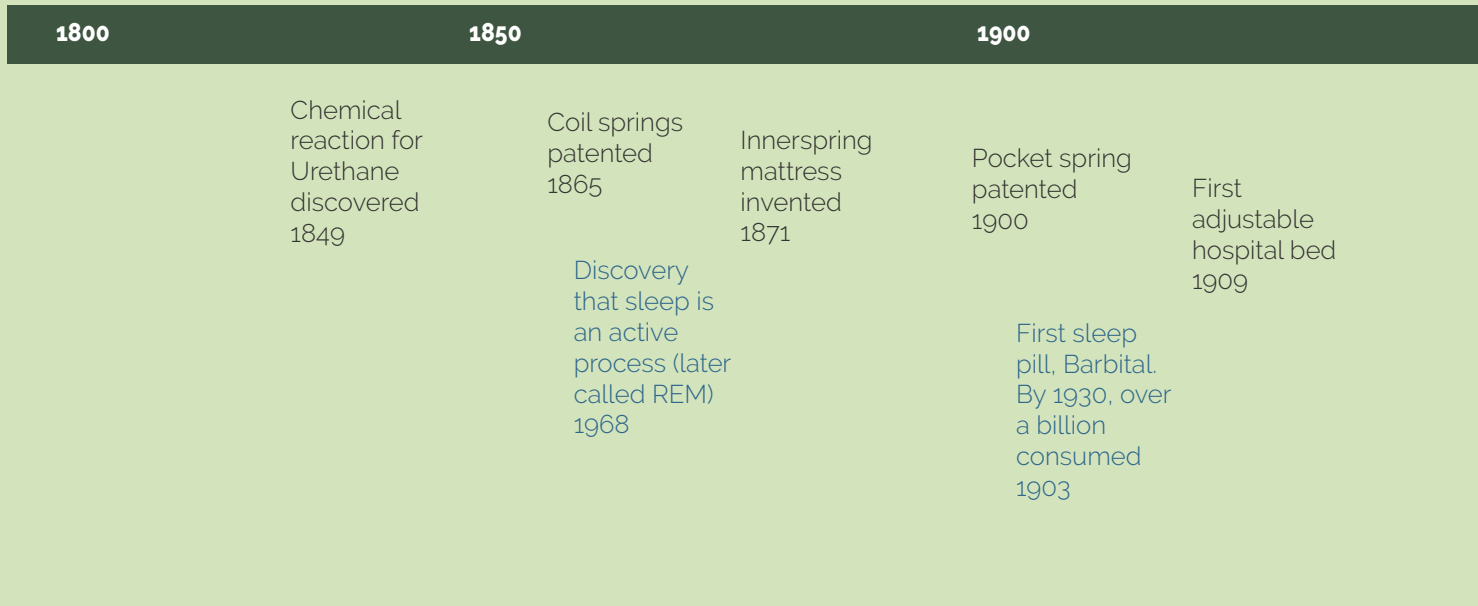 1800
1850
1900
Chemical
reaction for
Urethane
discovered
1849
Coil springs
patented
1865
Innerspring
mattress
invented
1871
Pocket spring
patented
1900
First
adjustable
hospital bed
1909
Discovery
that sleep is
an active
process (later
called REM)
1968
First sleep
pill, Barbital.
By 1930, over
a billion
consumed
1903